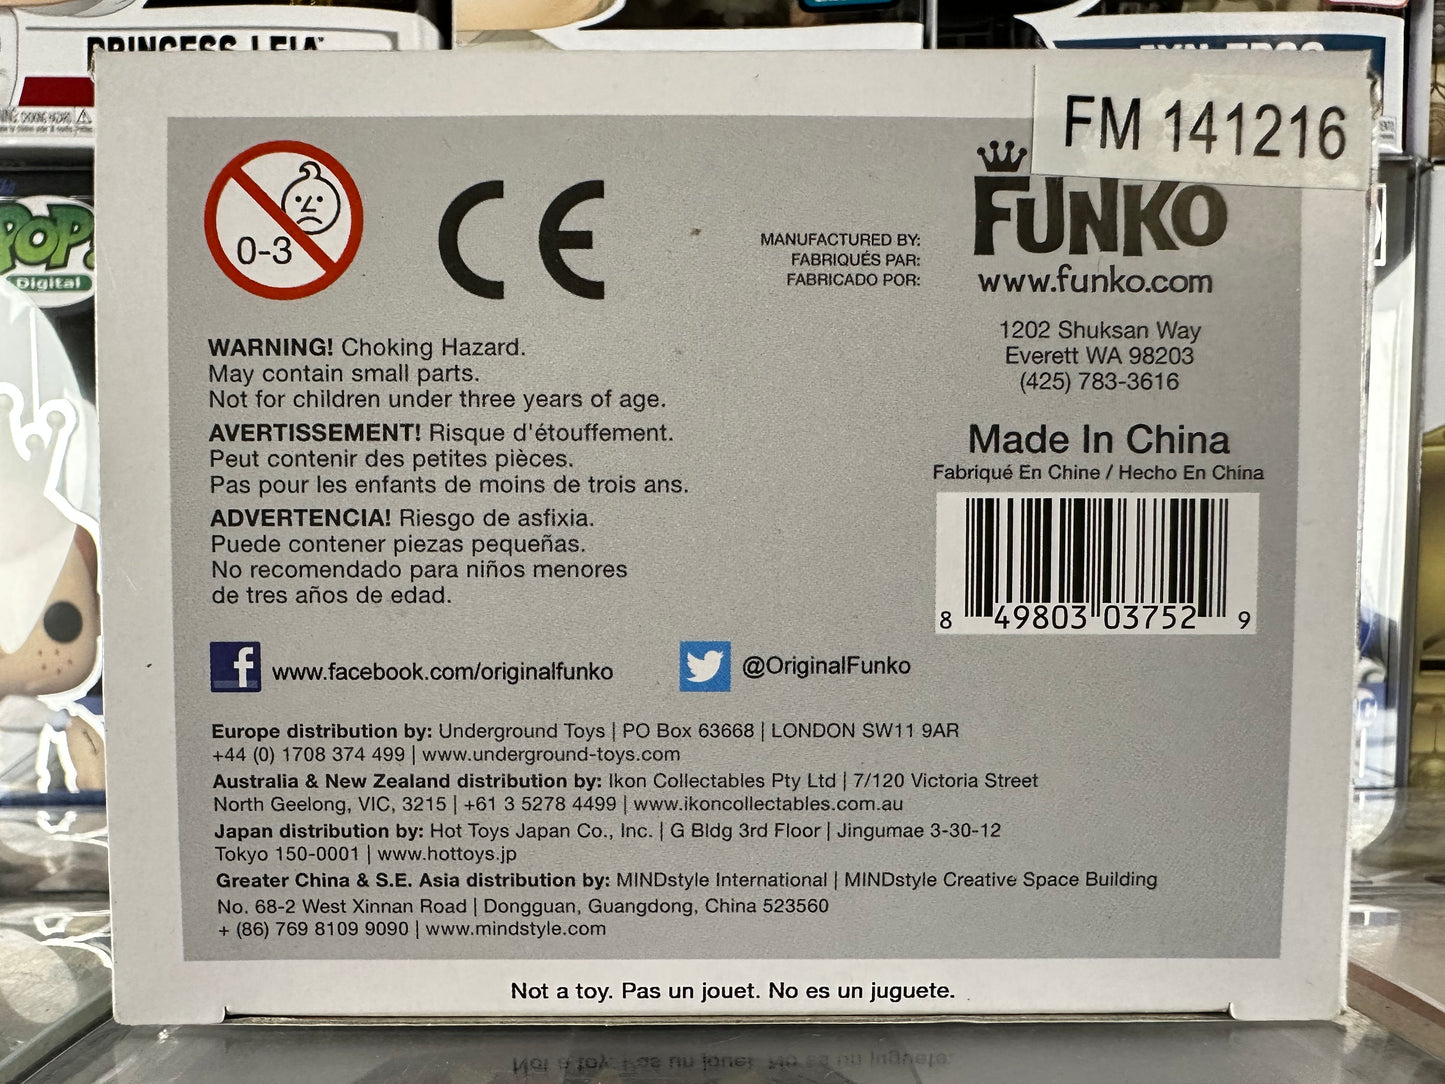 PRINCESS LEIA
POP!
Digital
FM 141216
0-3
CE
MANUFACTURED BY:
FABRIQUÉS PAR:
FABRICADO POR:
FUNKO
www.funko.com
1202 Shuksan Way
Everett WA 98203
(425) 783-3616
Made In China
Fabriqué En Chine / Hecho En China
8 49803 03752 9
WARNING! Choking Hazard.
May contain small parts.
Not for children under three years of age.
AVERTISSEMENT! Risque d'étouffement.
Peut contenir des petites pièces.
Pas pour les enfants de moins de trois ans.
ADVERTENCIA! Riesgo de asfixia.
Puede contener piezas pequeñas.
No recomendado para niños menores
de tres años de edad.
f www.facebook.com/originalfunko
@OriginalFunko
Europe distribution by: Underground Toys | PO Box 63668 | LONDON SW11 9AR
+44 (0) 1708 374 499 | www.underground-toys.com
Australia & New Zealand distribution by: Ikon Collectables Pty Ltd | 7/120 Victoria Street
North Geelong, VIC, 3215 | +61 3 5278 4499 | www.ikoncollectables.com.au
Japan distribution by: Hot Toys Japan Co., Inc. | G Bldg 3rd Floor | Jingumae 3-30-12
Tokyo 150-0001 | www.hottoys.jp
Greater China & S.E. Asia distribution by: MINDstyle International | MINDstyle Creative Space Building
No. 68-2 West Xinnan Road | Dongguan, Guangdong, China 523560
+ (86) 769 8109 9090 | www.mindstyle.com
Not a toy. Pas un jouet. No es un juguete.